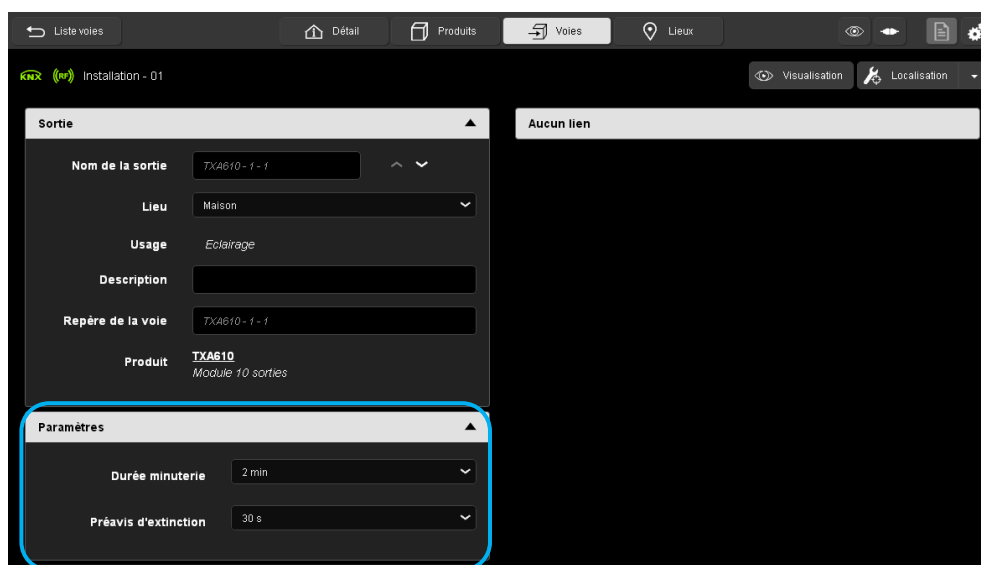 Liste voies
Détail
Produits
Voies
Lieux
KNX ((RF)) Installation - 01
Visualisation
Localisation
Sortie
Aucun lien
Nom de la sortie TXA610 - 1 - 1
Lieu Maison
Usage Eclairage
Description
Repère de la voie TXA610 - 1 - 1
Produit TXA610
Module 10 sorties
Paramètres
Durée minuterie 2 min
Préavis d'extinction 30 s